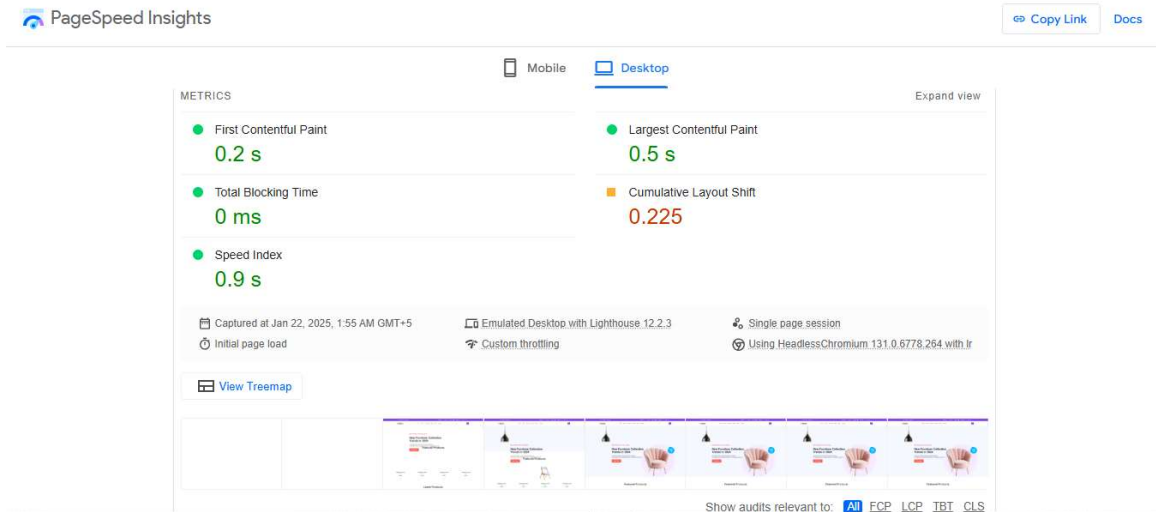 PageSpeed Insights
Copy Link
Docs
Mobile
Desktop
METRICS
Expand view
First Contentful Paint
0.2 s
Largest Contentful Paint
0.5 s
Total Blocking Time
0 ms
Cumulative Layout Shift
0.225
Speed Index
0.9 s
Captured at Jan 22, 2025, 1:55 AM GMT+5
Emulated Desktop with Lighthouse 12.2.3
Single page session
Initial page load
Custom throttling
Using HeadlessChromium 131.0.6778.264 with lr
View Treemap
Show audits relevant to: All FCP LCP TBT CLS